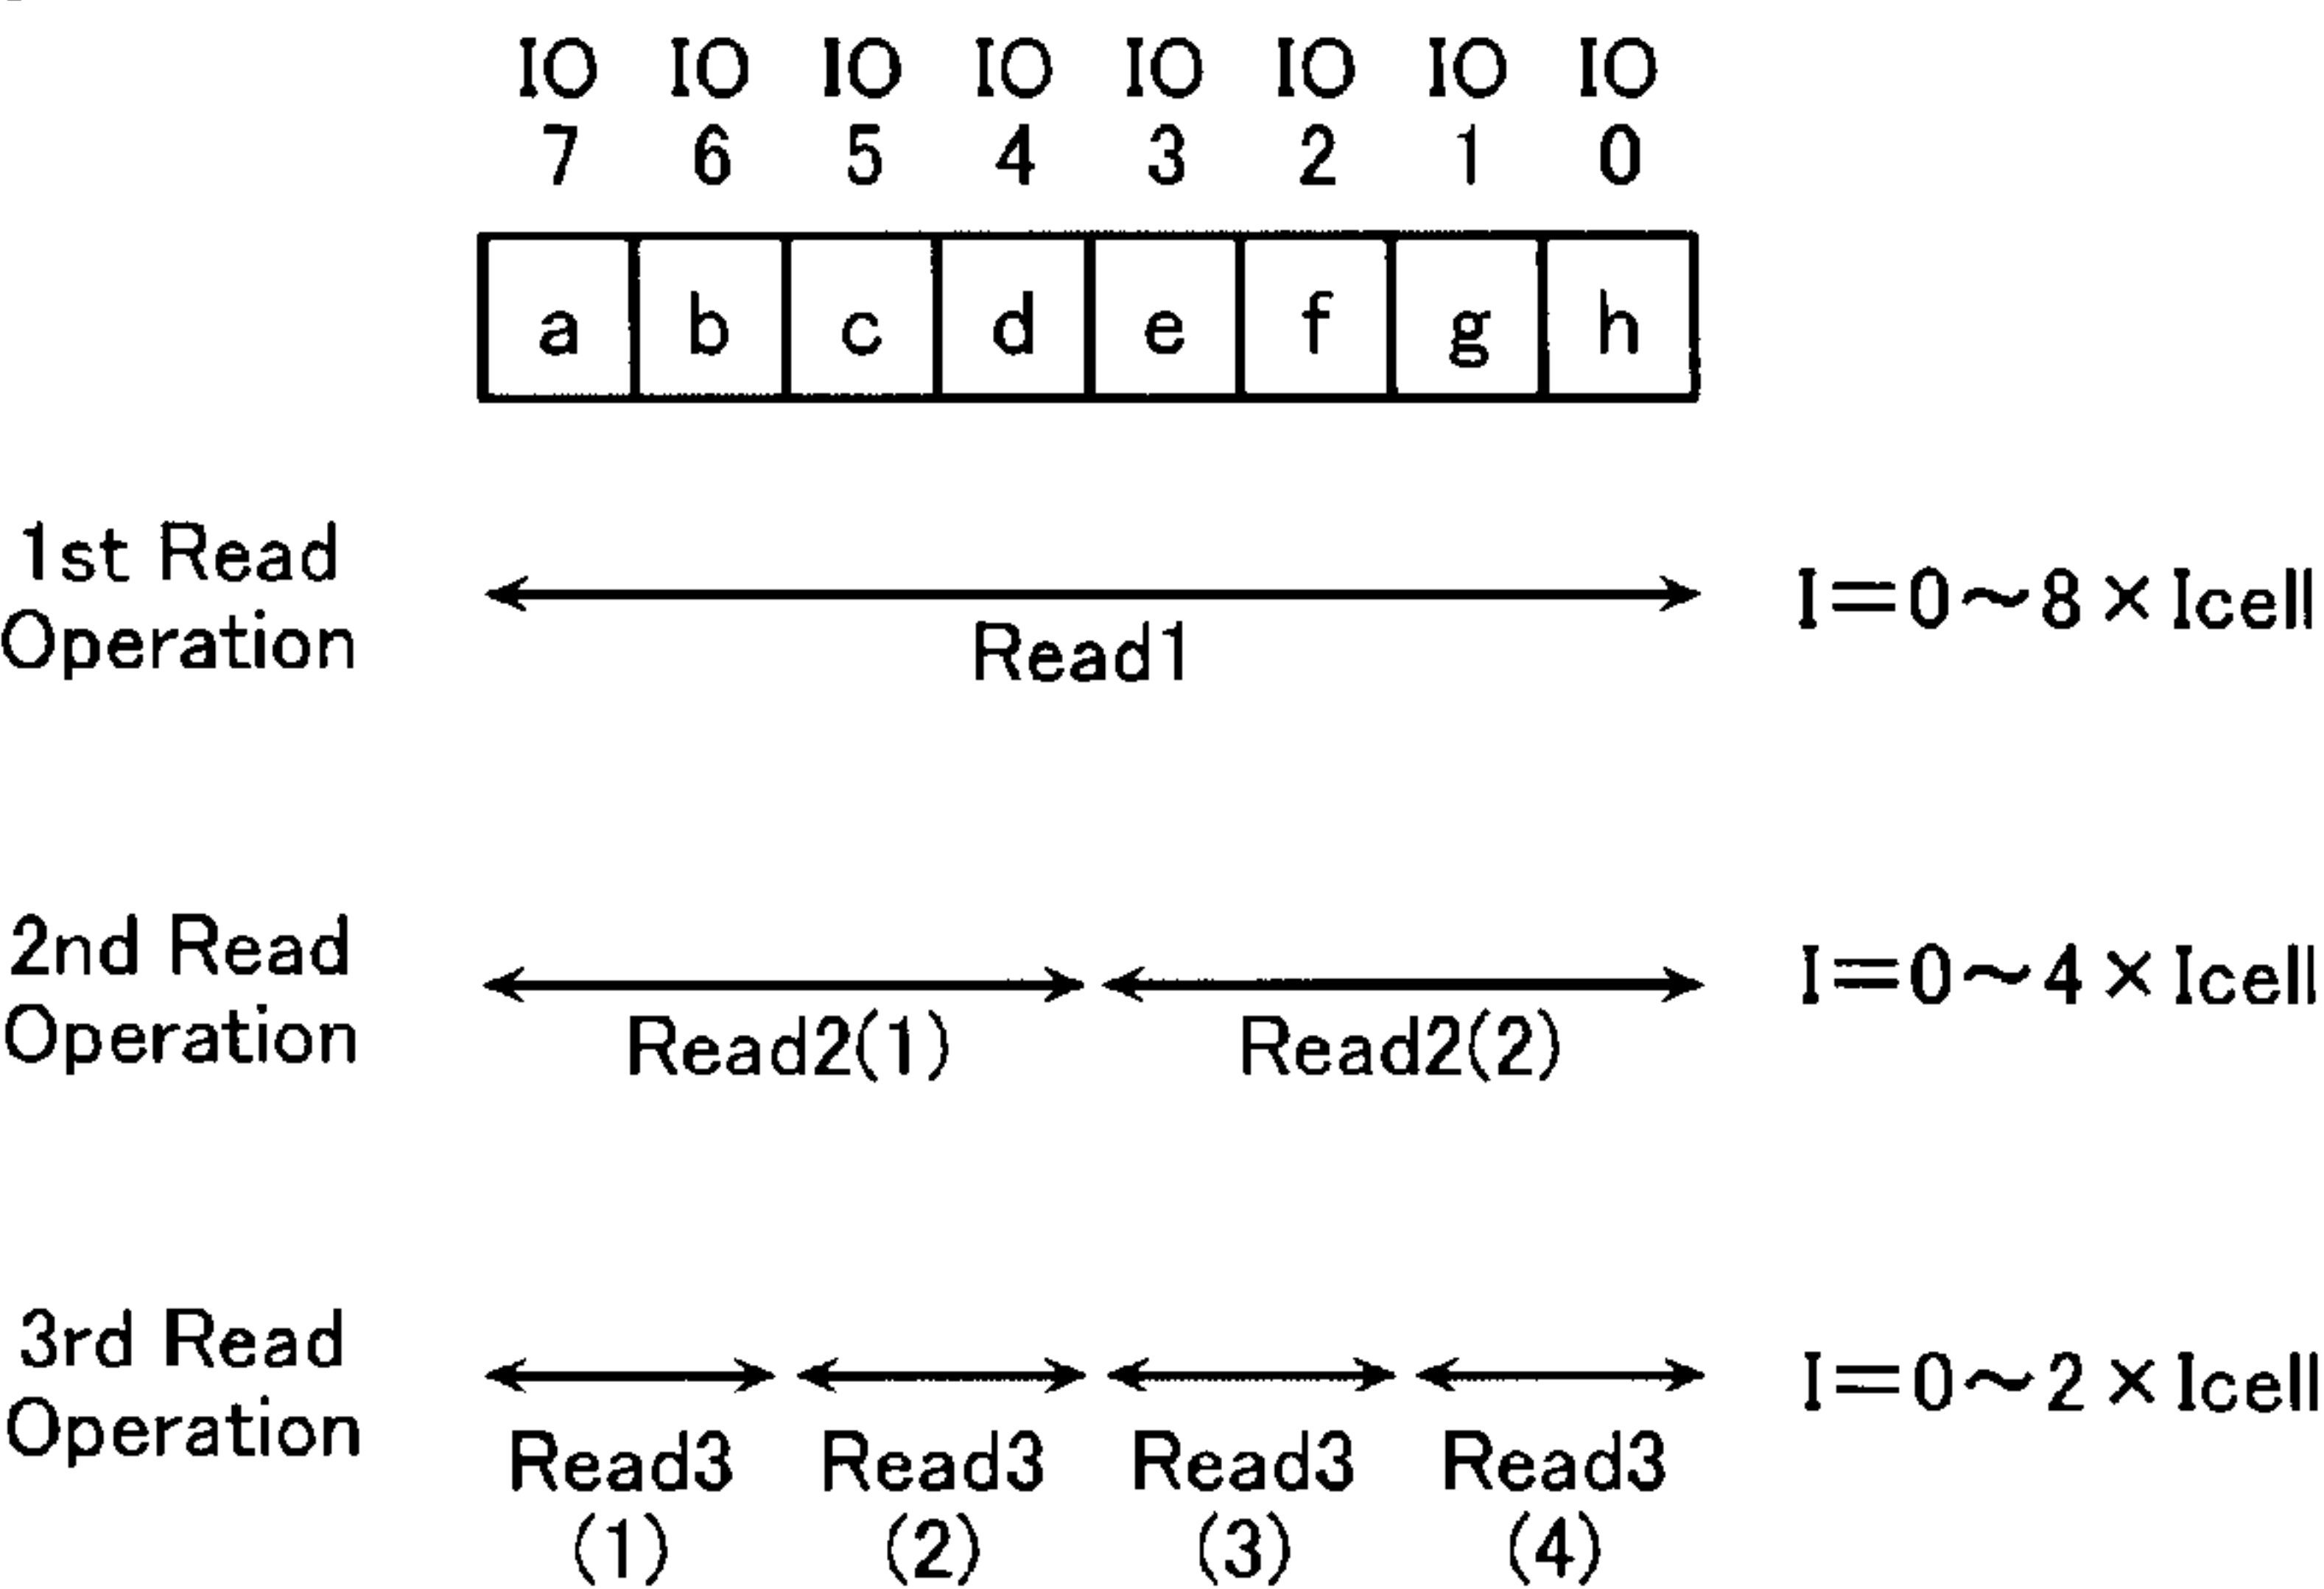 IO IO IO IO IO IO IO IO
7 6 5 4 3 2 1 0
a b c d e f g h
1st Read
Operation
Read1
I=0~8×Icell
2nd Read
Operation
Read2(1) Read2(2)
I=0~4×Icell
3rd Read
Operation
Read3 Read3 Read3 Read3
(1) (2) (3) (4)
I=0~2×Icell